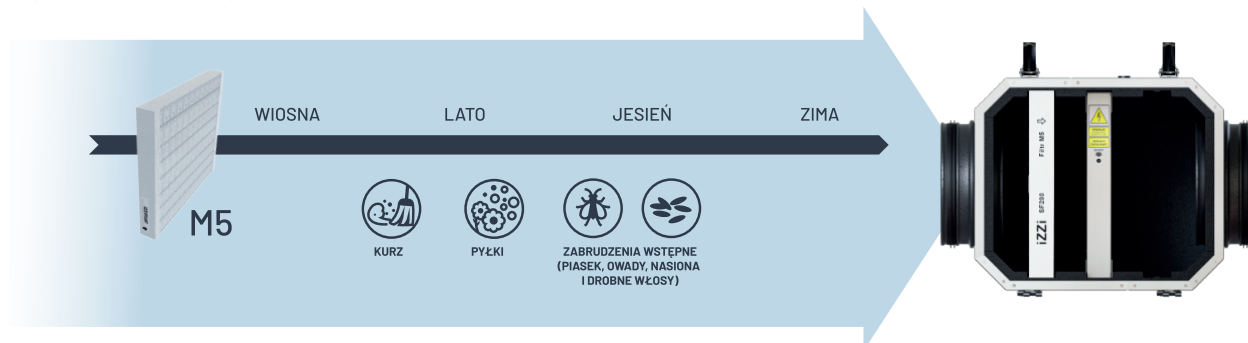 WIOSNA
LATO
JESIEŃ
ZIMA
M5
KURZ
PYŁKI
ZABRUDZENIA WSTĘPNE
(PIASEK, OWADY, NASIONA
I DROBNE WŁOSY)
iZZi SF200 Filtr M5